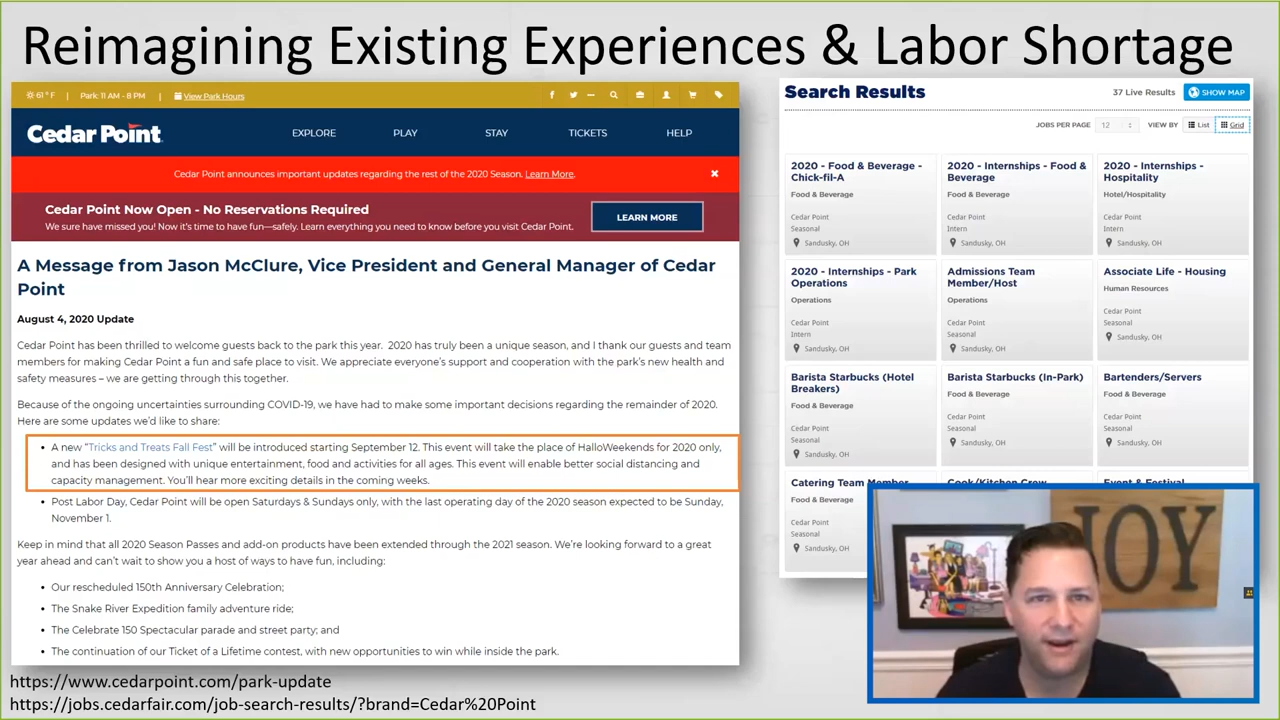 Reimagining Existing Experiences & Labor Shortage
61° F | Park: 11 AM - 8 PM | View Park Hours
Cedar Point
EXPLORE PLAY STAY TICKETS HELP
Cedar Point announces important updates regarding the rest of the 2020 Season. Learn More.
Cedar Point Now Open - No Reservations Required
We sure have missed you! Now it's time to have fun—safely. Learn everything you need to know before you visit Cedar Point.
LEARN MORE
A Message from Jason McClure, Vice President and General Manager of Cedar
Point
August 4, 2020 Update
Cedar Point has been thrilled to welcome guests back to the park this year. 2020 has truly been a unique season, and I thank our guests and team
members for making Cedar Point a fun and safe place to visit. We appreciate everyone's support and cooperation with the park's new health and
safety measures – we are getting through this together.
Because of the ongoing uncertainties surrounding COVID-19, we have had to make some important decisions regarding the remainder of 2020.
Here are some updates we'd like to share:
• A new "Tricks and Treats Fall Fest" will be introduced starting September 12. This event will take the place of HalloWeekends for 2020 only,
and has been designed with unique entertainment, food and activities for all ages. This event will enable better social distancing and
capacity management. You'll hear more exciting details in the coming weeks.
• Post Labor Day, Cedar Point will be open Saturdays & Sundays only, with the last operating day of the 2020 season expected to be Sunday,
November 1.
Keep in mind that all 2020 Season Passes and add-on products have been extended through the 2021 season. We're looking forward to a great
year ahead and can't wait to show you a host of ways to have fun, including:
• Our rescheduled 150th Anniversary Celebration;
• The Snake River Expedition family adventure ride;
• The Celebrate 150 Spectacular parade and street party; and
• The continuation of our Ticket of a Lifetime contest, with new opportunities to win while inside the park.
https://www.cedarpoint.com/park-update
https://jobs.cedarfair.com/job-search-results/?brand=Cedar%20Point
Search Results
37 Live Results
SHOW MAP
JOBS PER PAGE 12 VIEW BY List Grid
2020 - Food & Beverage -
Chick-fil-A
Food & Beverage
Cedar Point
Seasonal
Sandusky, OH
2020 - Internships - Food &
Beverage
Food & Beverage
Cedar Point
Intern
Sandusky, OH
2020 - Internships -
Hospitality
Hotel/Hospitality
Cedar Point
Intern
Sandusky, OH
2020 - Internships - Park
Operations
Operations
Cedar Point
Intern
Sandusky, OH
Admissions Team
Member/Host
Operations
Cedar Point
Seasonal
Sandusky, OH
Associate Life - Housing
Human Resources
Cedar Point
Seasonal
Sandusky, OH
Barista Starbucks (Hotel
Breakers)
Food & Beverage
Cedar Point
Seasonal
Sandusky, OH
Barista Starbucks (In-Park)
Food & Beverage
Cedar Point
Seasonal
Sandusky, OH
Bartenders/Servers
Food & Beverage
Cedar Point
Seasonal
Sandusky, OH
Catering Team Member
Food & Beverage
Cedar Point
Seasonal
Sandusky, OH
Cook/Kitchen Crew
Event & Festival
JOY